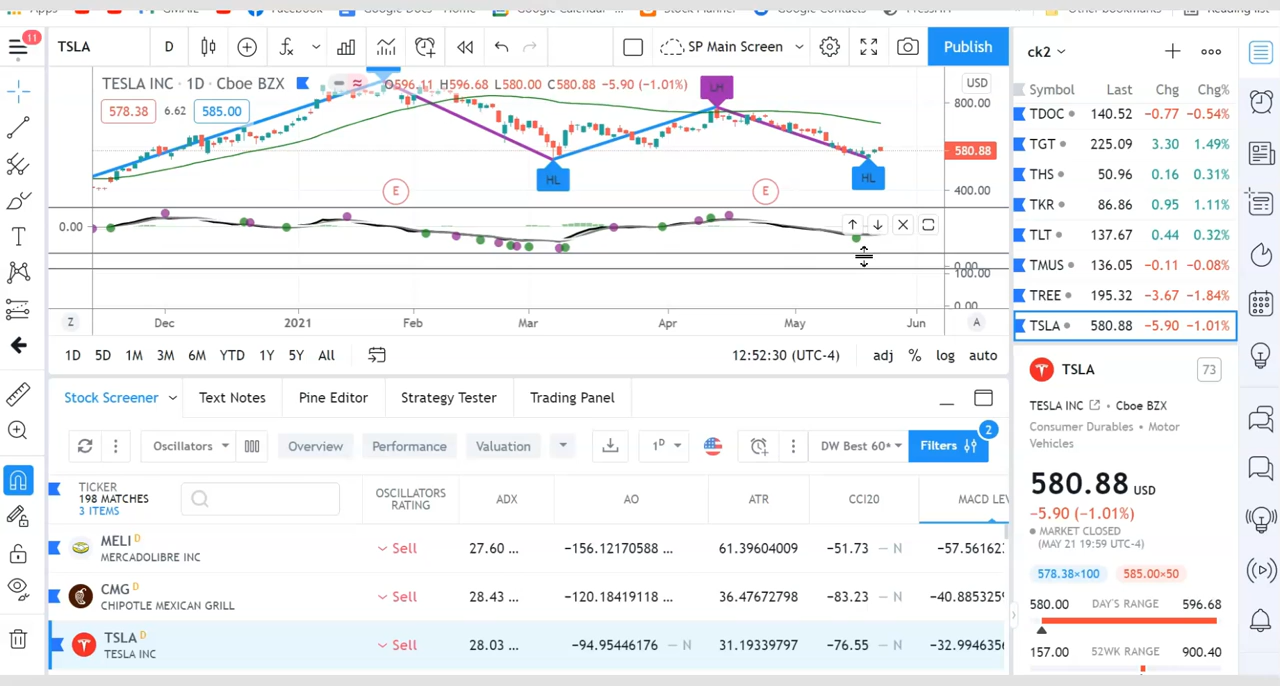 Apps
GMAIL
Facebook
Google Docs - Home
Google Calendar - ...
Stock Planner
Google Contacts
Other bookmarks
Reading list
11
TSLA
D
SP Main Screen
Publish
ck2
TESLA INC · 1D · Cboe BZX
O596.11 H596.68 L580.00 C580.88 −5.90 (−1.01%)
578.38
6.62
585.00
USD
800.00
580.88
400.00
LH
HL
HL
E
E
0.00
0.00
100.00
0.00
Z
Dec
2021
Feb
Mar
Apr
May
Jun
A
1D
5D
1M
3M
6M
YTD
1Y
5Y
All
12:52:30 (UTC-4)
adj
%
log
auto
Symbol Last Chg Chg%
TDOC 140.52 −0.77 −0.54%
TGT 225.09 3.30 1.49%
THS 50.96 0.16 0.31%
TKR 86.86 0.95 1.11%
TLT 137.67 0.44 0.32%
TMUS 136.05 −0.11 −0.08%
TREE 195.32 −3.67 −1.84%
TSLA 580.88 −5.90 −1.01%
TSLA
73
TESLA INC · Cboe BZX
Consumer Durables · Motor
Vehicles
580.88 USD
−5.90 (−1.01%)
MARKET CLOSED
(MAY 21 19:59 UTC-4)
578.38×100
585.00×50
580.00 DAY'S RANGE 596.68
157.00 52WK RANGE 900.40
Stock Screener
Text Notes
Pine Editor
Strategy Tester
Trading Panel
Oscillators
Overview
Performance
Valuation
1D
DW Best 60*
Filters
2
TICKER
198 MATCHES
3 ITEMS
OSCILLATORS
RATING
ADX
AO
ATR
CCI20
MACD LEV
MELI D
MERCADOLIBRE INC
Sell
27.60 ...
−156.12170588 ...
61.39604009
−51.73 — N
−57.561623
CMG D
CHIPOTLE MEXICAN GRILL
Sell
28.43 ...
−120.18419118 ...
36.47672798
−83.23 — N
−40.8853259
TSLA D
TESLA INC
Sell
28.03 ...
−94.95446176 — N
31.19339797
−76.55 — N
−32.9946356